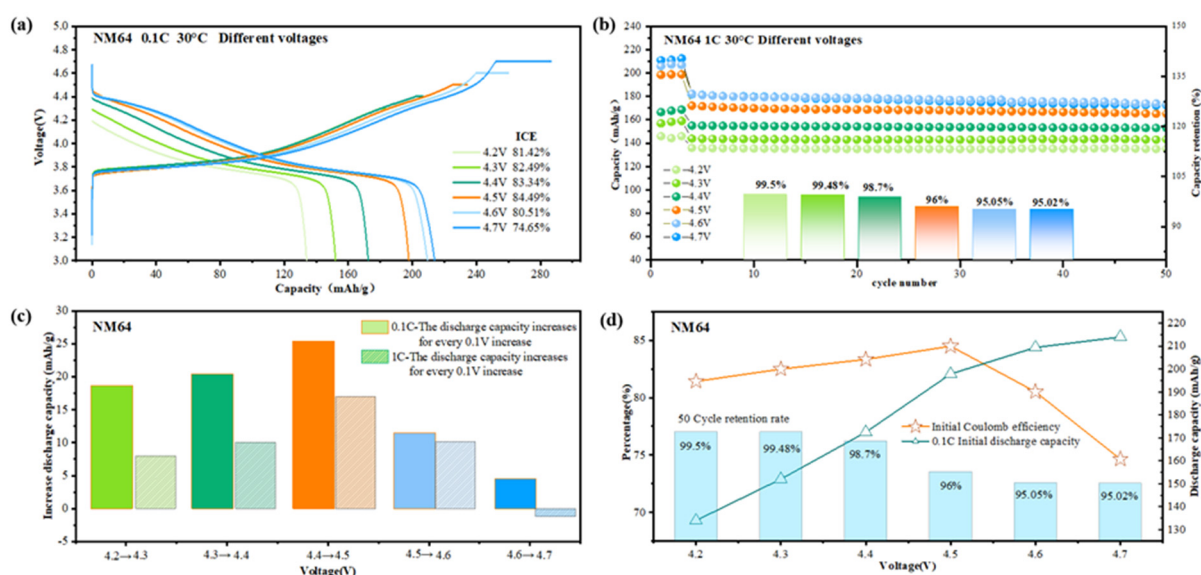 (a)
NM64 0.1C 30°C Different voltages
5.0
4.8
4.6
4.4
4.2
4.0
3.8
3.6
3.4
3.2
3.0
Voltage(V)
ICE
4.2V 81.42%
4.3V 82.49%
4.4V 83.34%
4.5V 84.49%
4.6V 80.51%
4.7V 74.65%
0 40 80 120 160 200 240 280
Capacity（mAh/g）
(b)
NM64 1C 30°C Different voltages
240
220
200
180
160
140
120
100
80
60
40
Capacity (mAh/g)
150
135
120
105
90
Capacity retention (%)
4.2V
4.3V
4.4V
4.5V
4.6V
4.7V
99.5% 99.48% 98.7% 96% 95.05% 95.02%
0 10 20 30 40 50
cycle number
(c)
NM64
30
25
20
15
10
5
0
-5
Increase discharge capacity (mAh/g)
0.1C-The discharge capacity increases
for every 0.1V increase
1C-The discharge capacity increases
for every 0.1V increase
4.2→4.3 4.3→4.4 4.4→4.5 4.5→4.6 4.6→4.7
Voltage(V)
(d)
NM64
85
80
75
70
Percentage(%)
220
210
200
190
180
170
160
150
140
130
Discharge capacity (mAh/g)
50 Cycle retention rate
Initial Coulomb efficiency
0.1C Initial discharge capacity
99.5% 99.48% 98.7% 96% 95.05% 95.02%
4.2 4.3 4.4 4.5 4.6 4.7
Voltage(V)